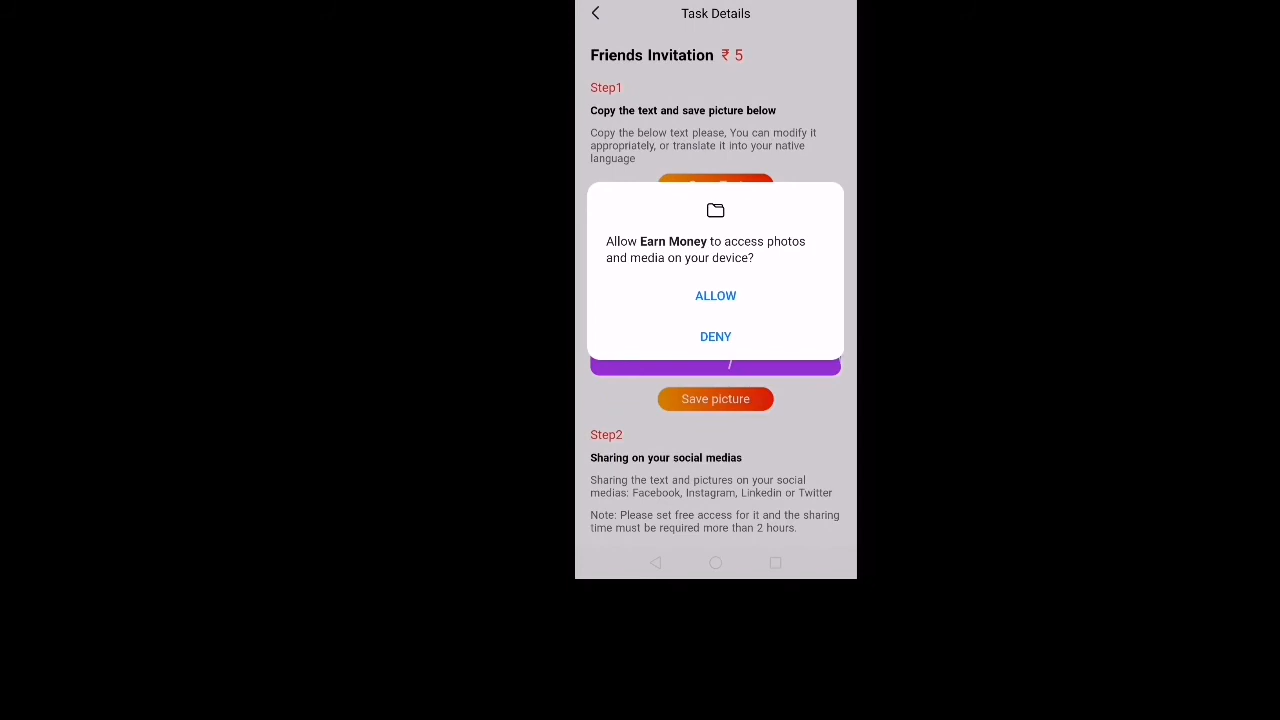 Task Details
Friends Invitation ₹ 5
Step1
Copy the text and save picture below
Copy the below text please, You can modify it
appropriately, or translate it into your native
language
Allow Earn Money to access photos
and media on your device?
ALLOW
DENY
Save picture
Step2
Sharing on your social medias
Sharing the text and pictures on your social
medias: Facebook, Instagram, Linkedin or Twitter
Note: Please set free access for it and the sharing
time must be required more than 2 hours.